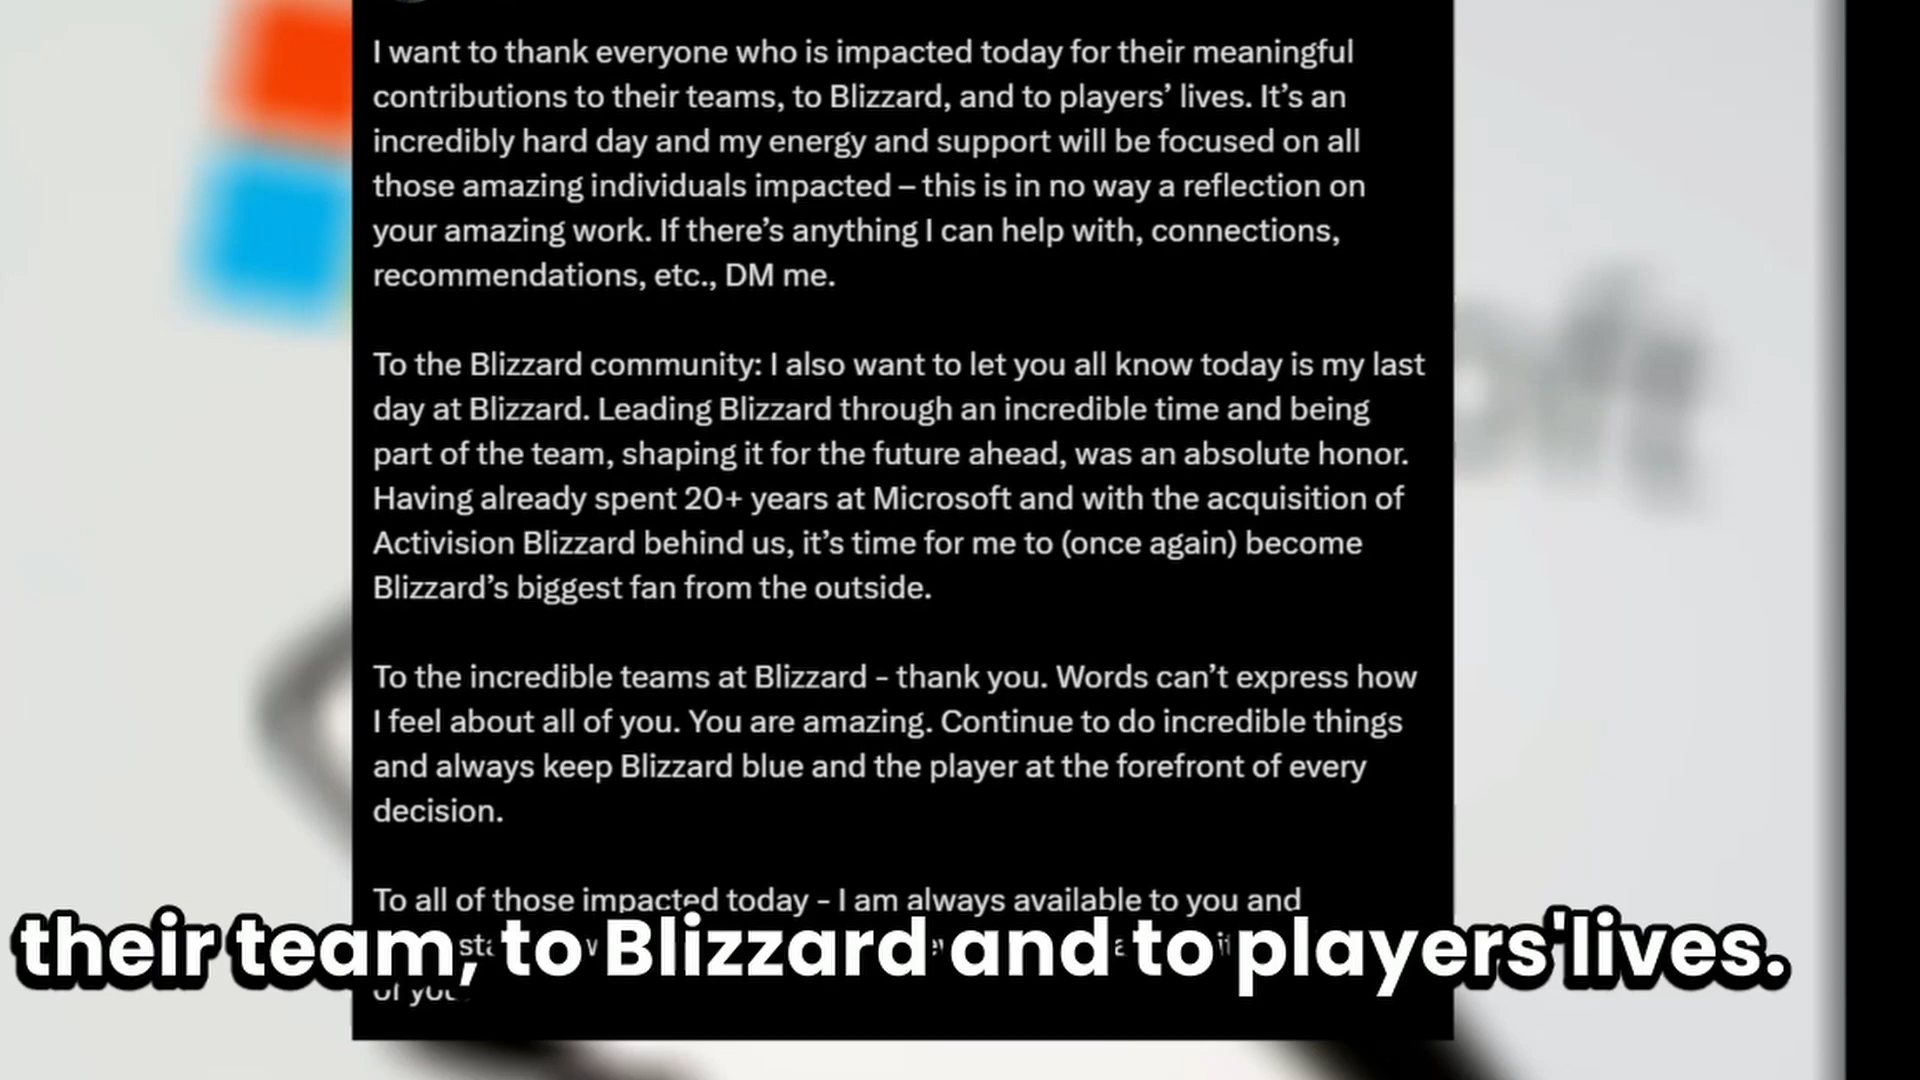 I want to thank everyone who is impacted today for their meaningful
contributions to their teams, to Blizzard, and to players’ lives. It’s an
incredibly hard day and my energy and support will be focused on all
those amazing individuals impacted – this is in no way a reflection on
your amazing work. If there’s anything I can help with, connections,
recommendations, etc., DM me.
To the Blizzard community: I also want to let you all know today is my last
day at Blizzard. Leading Blizzard through an incredible time and being
part of the team, shaping it for the future ahead, was an absolute honor.
Having already spent 20+ years at Microsoft and with the acquisition of
Activision Blizzard behind us, it’s time for me to (once again) become
Blizzard’s biggest fan from the outside.
To the incredible teams at Blizzard - thank you. Words can’t express how
I feel about all of you. You are amazing. Continue to do incredible things
and always keep Blizzard blue and the player at the forefront of every
decision.
To all of those impacted today - I am always available to you and
their team, to Blizzard and to players' lives.
of you